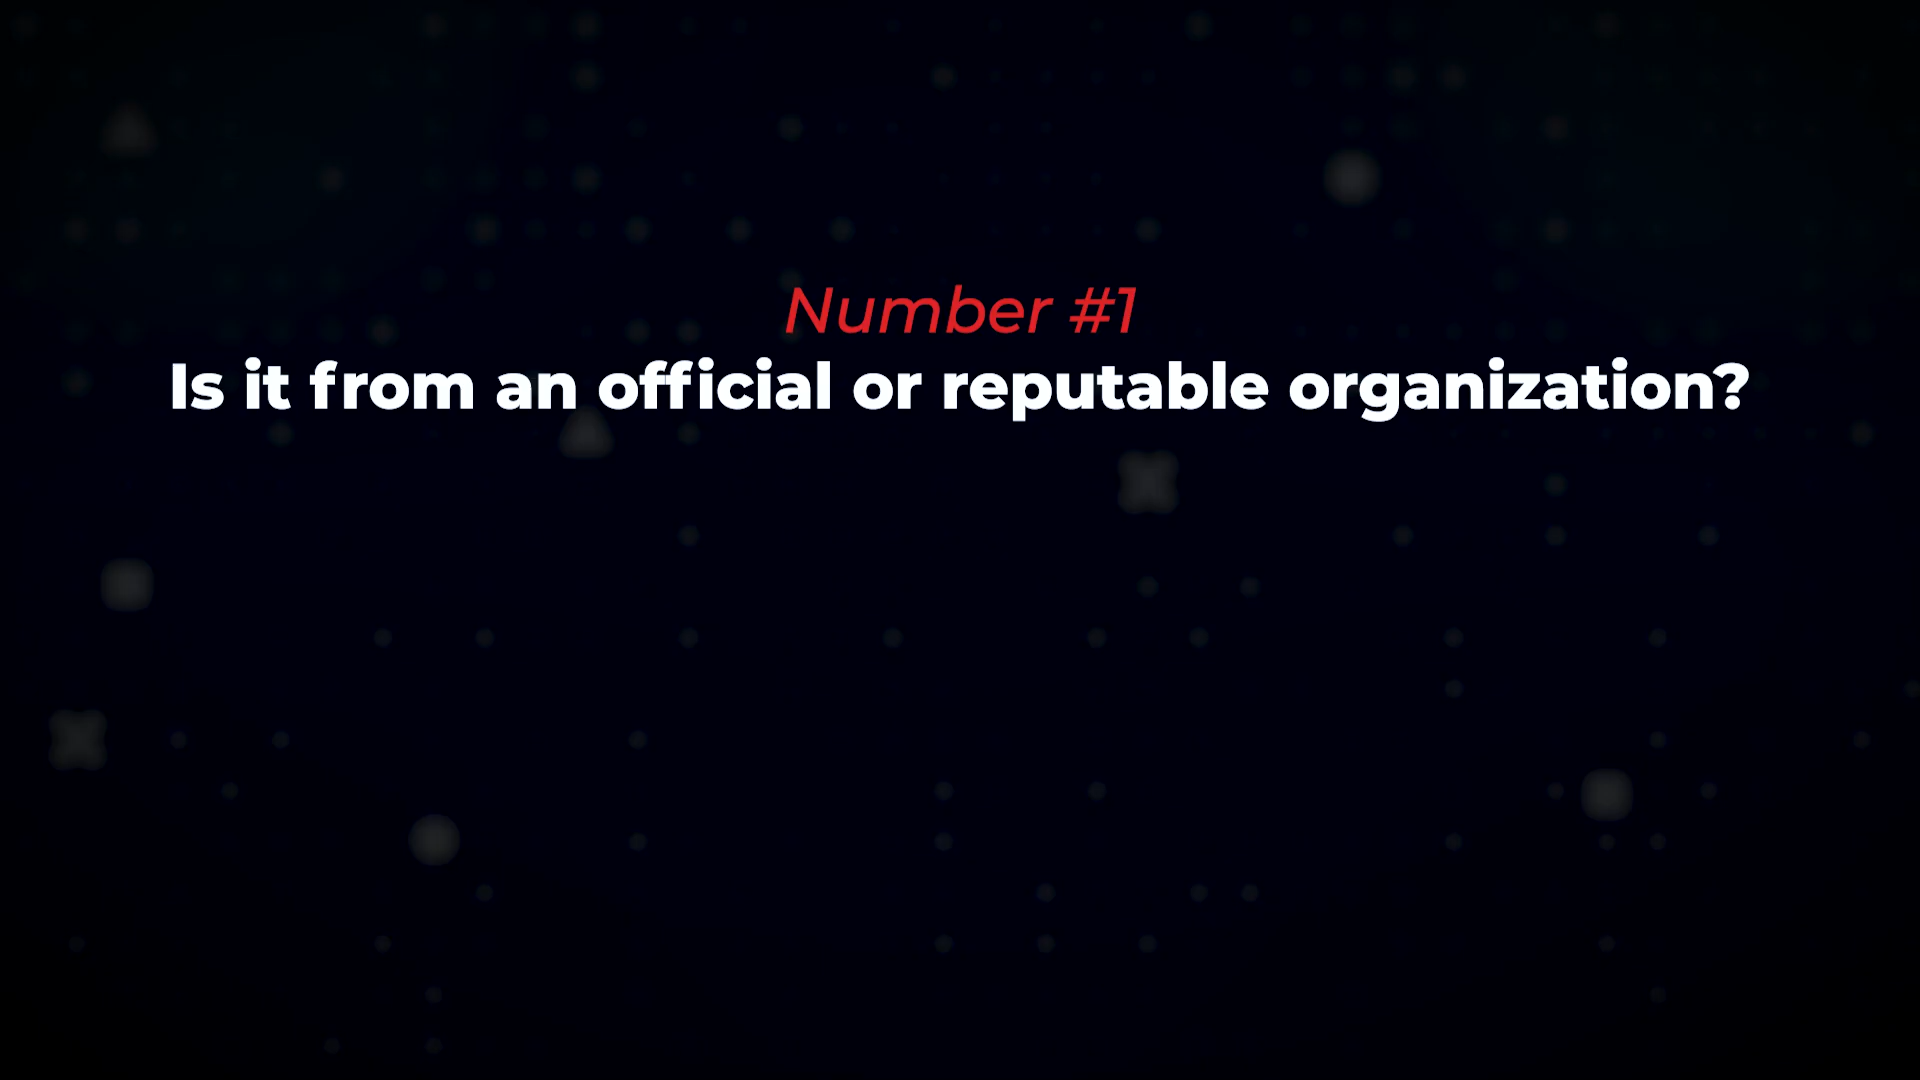 Number #1
Is it from an official or reputable organization?